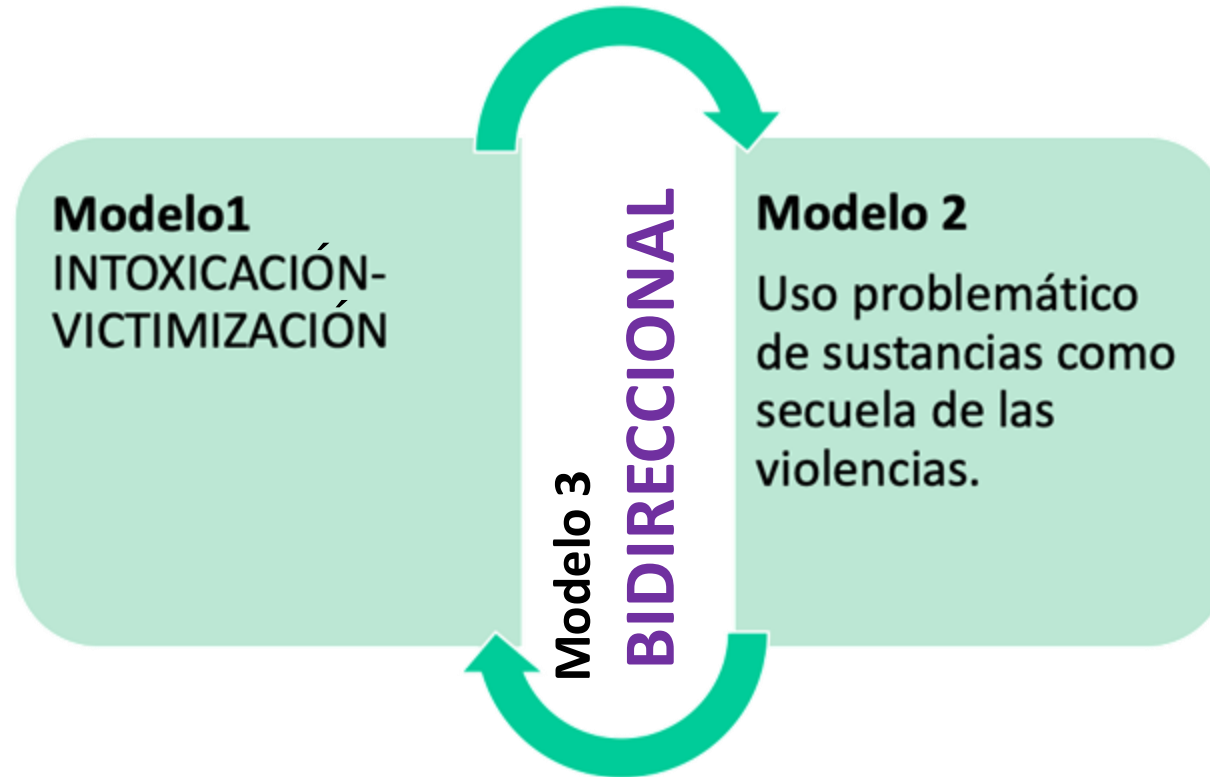 Modelo1
INTOXICACIÓN-
VICTIMIZACIÓN
Modelo 3
BIDIRECCIONAL
Modelo 2
Uso problemático
de sustancias como
secuela de las
violencias.